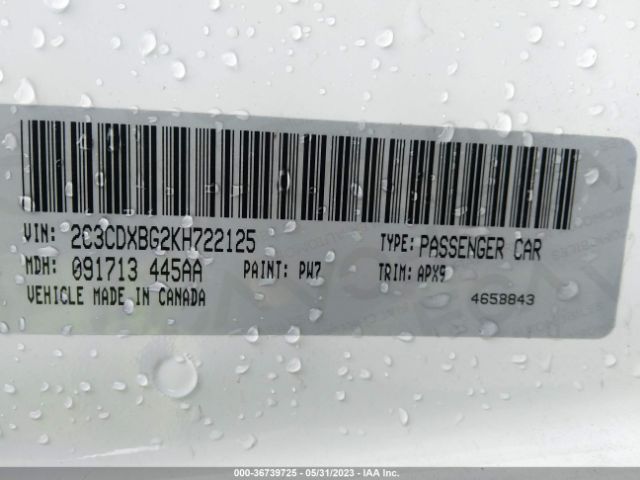 VIN: 2C3CDXBG2KH722125 TYPE: PASSENGER CAR
MDH: 091713 445AA PAINT: PW7 TRIM: APX9
VEHICLE MADE IN CANADA 4658843
000-36739725 - 05/31/2023 - IAA Inc.